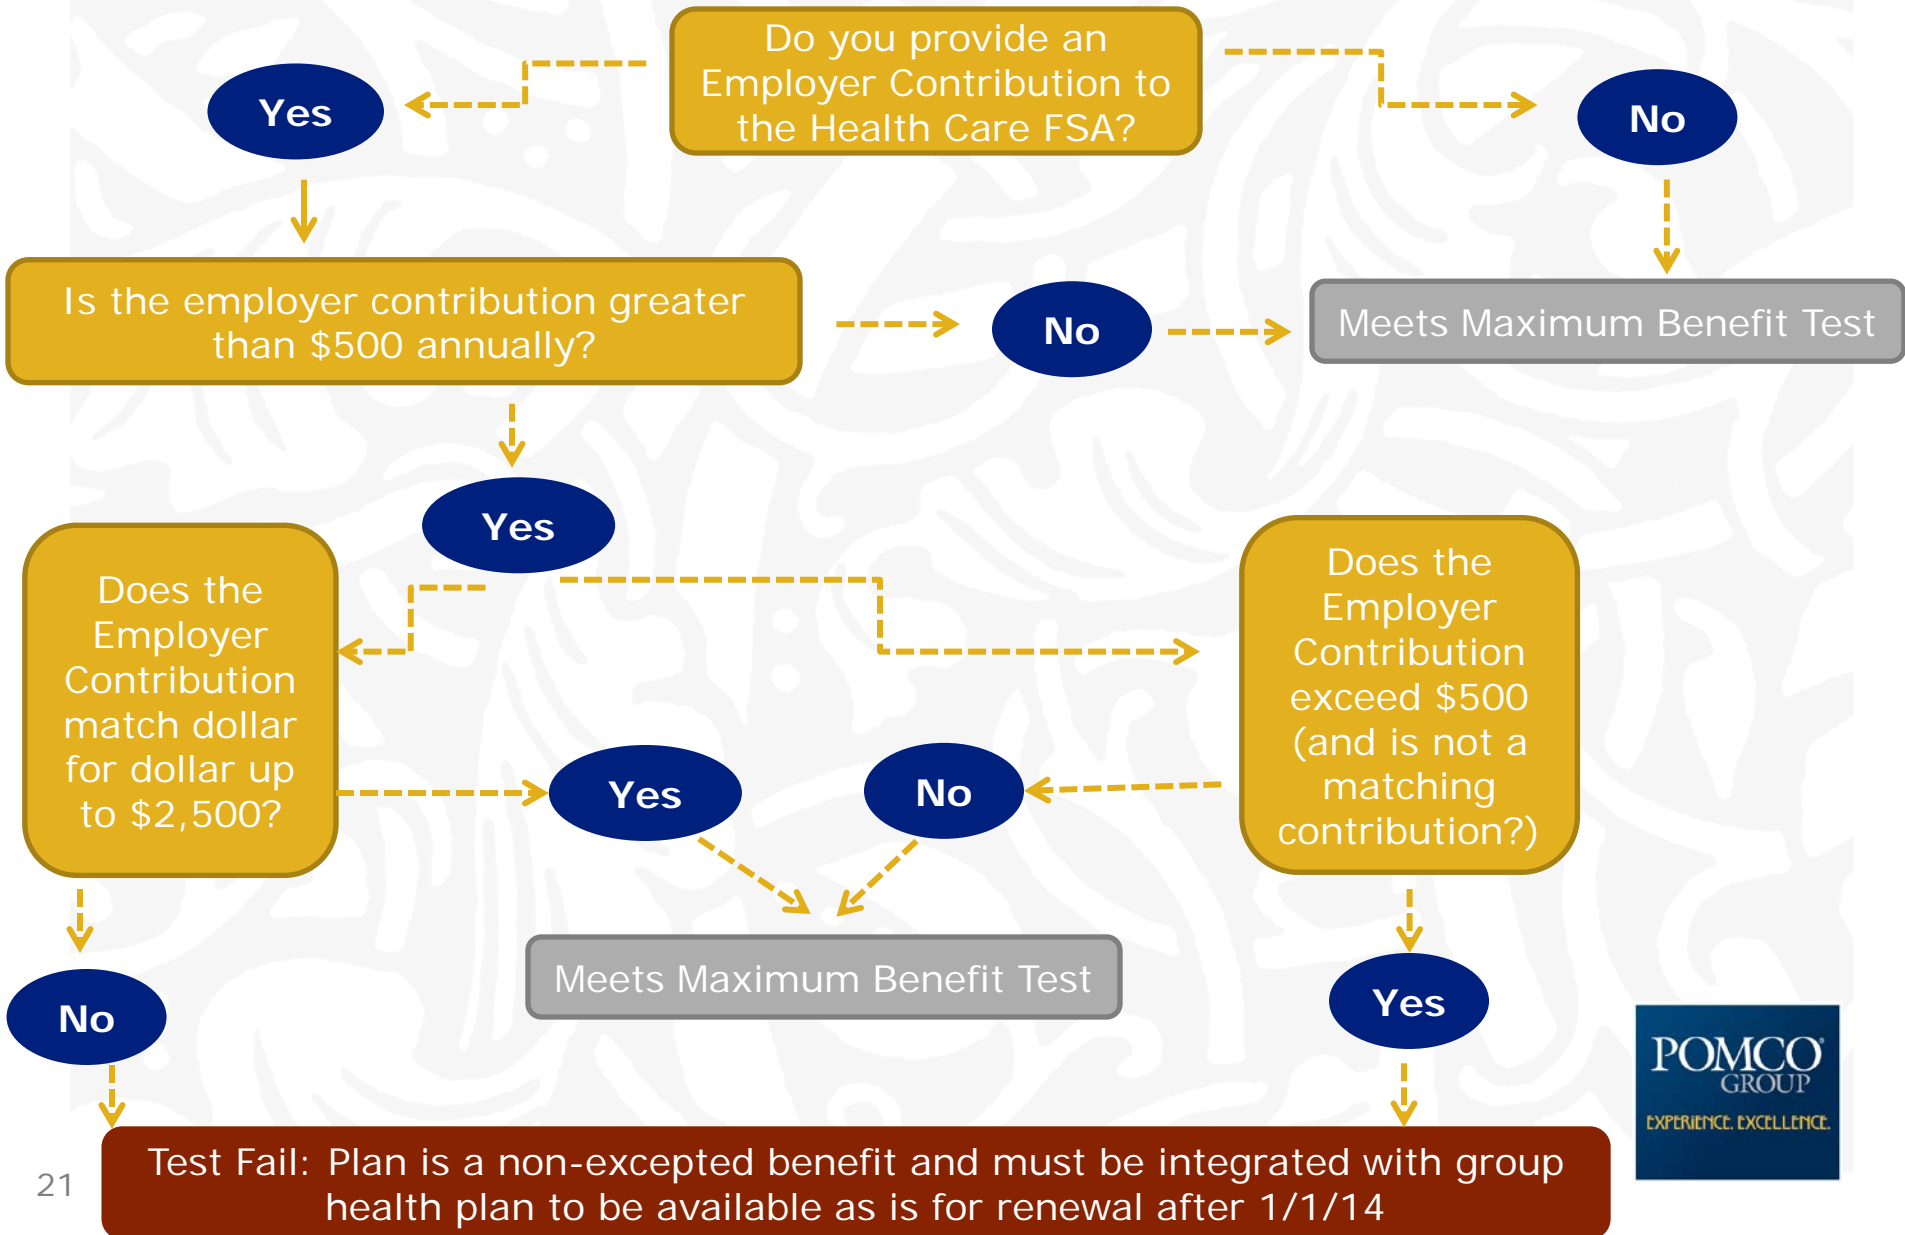 Do you provide an
Employer Contribution to
the Health Care FSA?
Yes
No
Is the employer contribution greater
than $500 annually?
No
Meets Maximum Benefit Test
Yes
Does the
Employer
Contribution
match dollar
for dollar up
to $2,500?
Does the
Employer
Contribution
exceed $500
(and is not a
matching
contribution?)
Yes
No
Meets Maximum Benefit Test
No
Yes
POMCO®
GROUP
EXPERIENCE. EXCELLENCE.
Test Fail: Plan is a non-excepted benefit and must be integrated with group
health plan to be available as is for renewal after 1/1/14
21